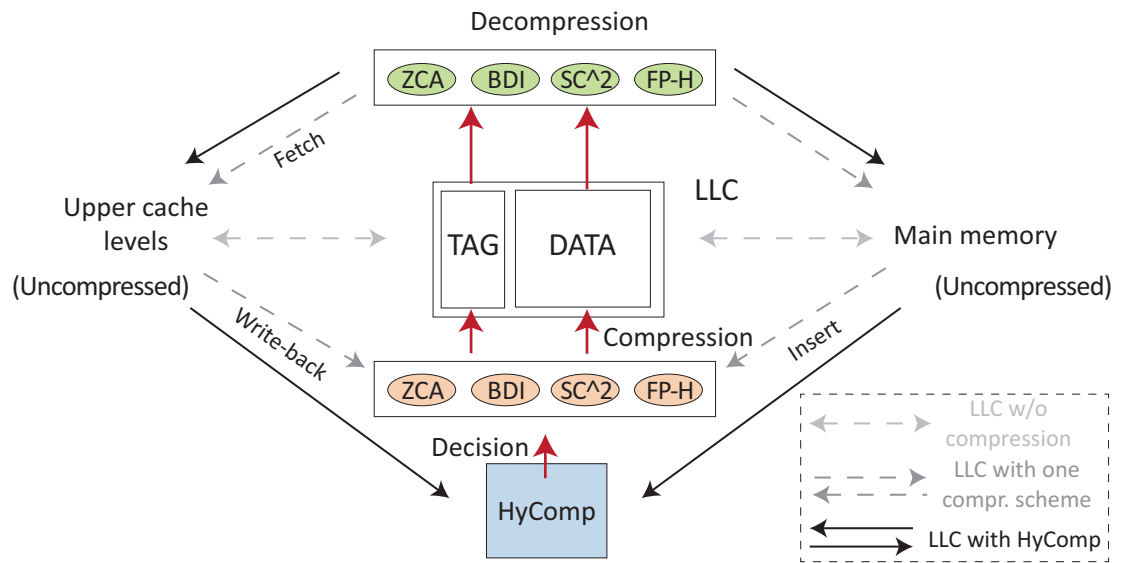 Decompression
ZCA BDI SC^2 FP-H
Fetch
LLC
Upper cache
levels
(Uncompressed)
TAG DATA
Main memory
(Uncompressed)
Write-back
Compression
Insert
ZCA BDI SC^2 FP-H
Decision
HyComp
LLC w/o
compression
LLC with one
compr. scheme
LLC with HyComp